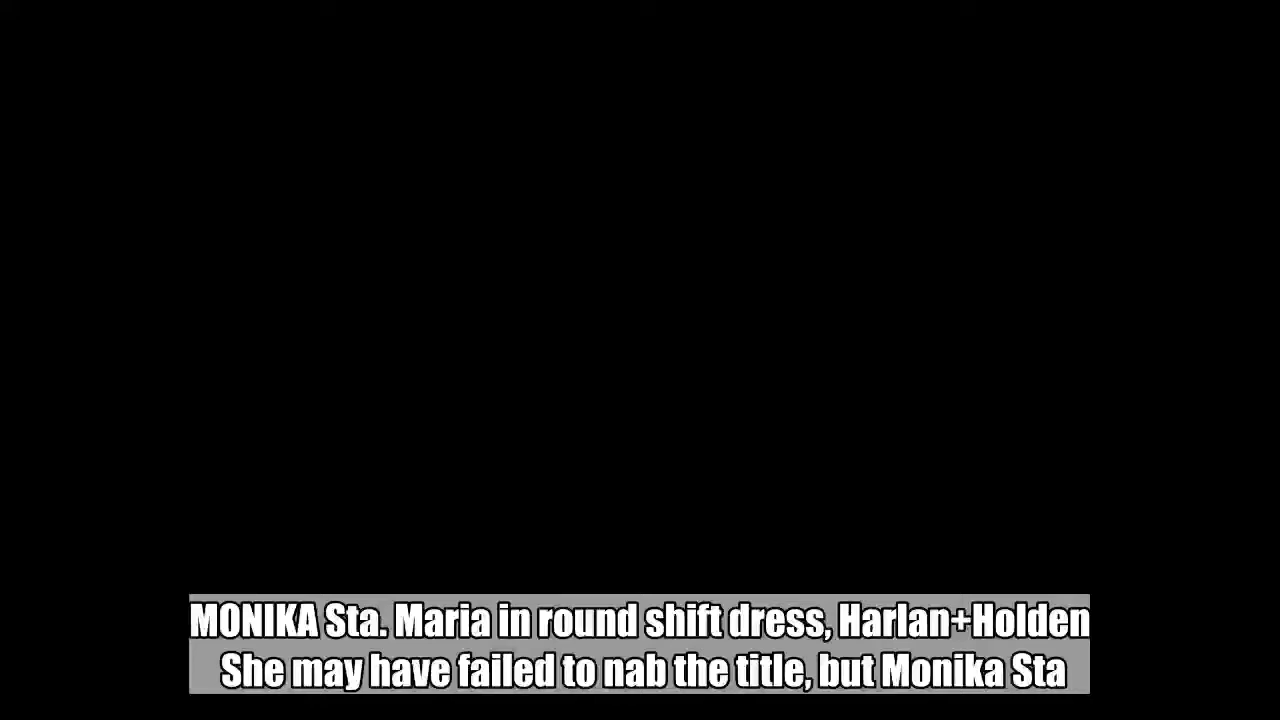 MONIKA Sta. Maria in round shift dress, Harlan+Holden
She may have failed to nab the title, but Monika Sta